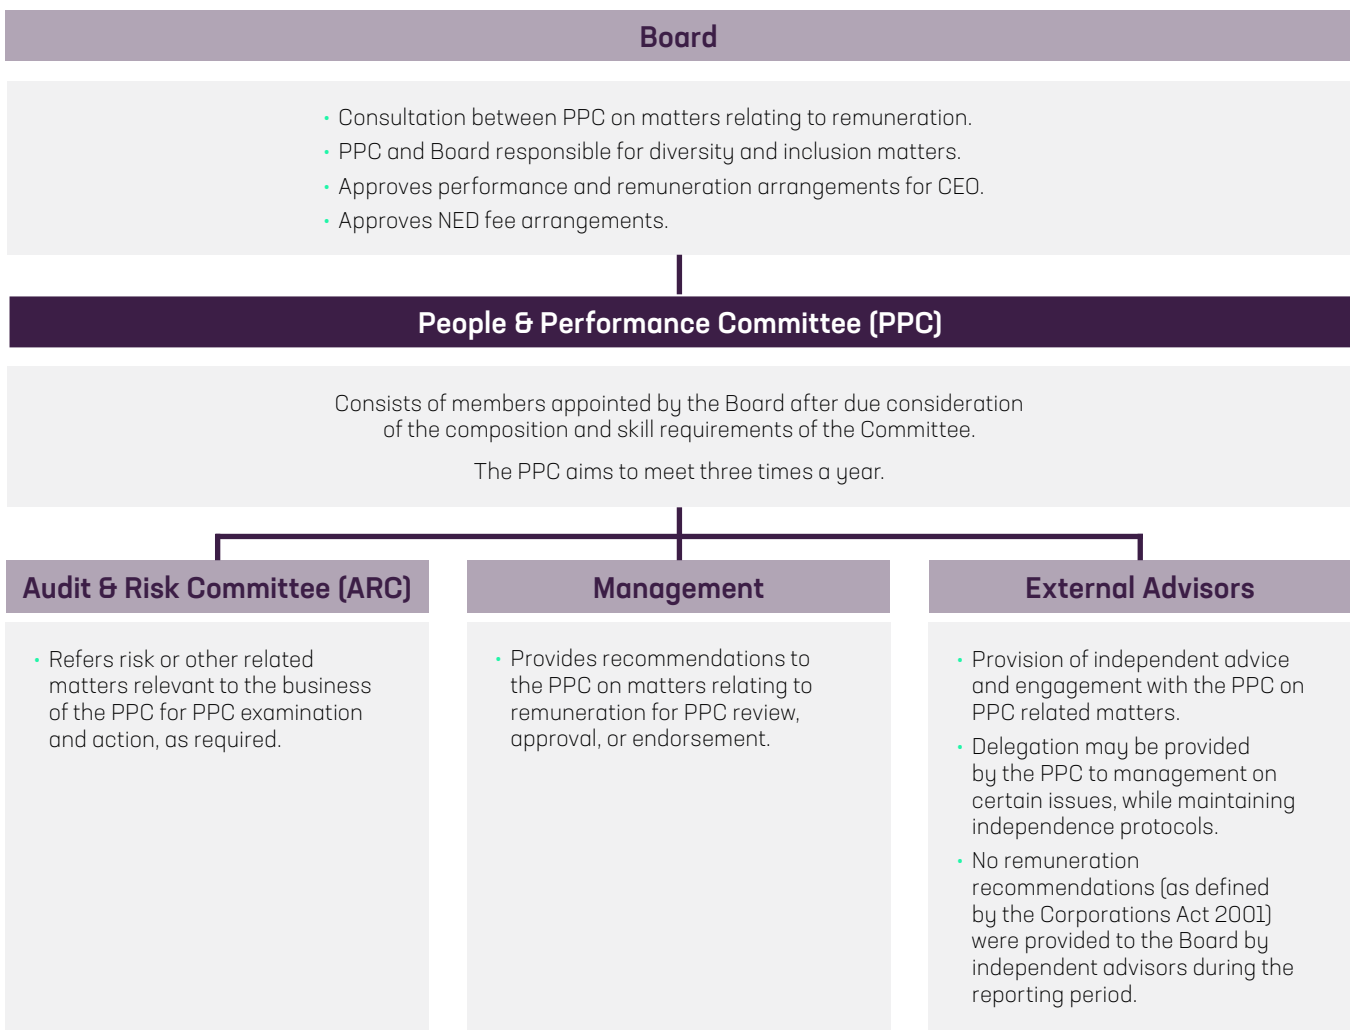 Board
• Consultation between PPC on matters relating to remuneration.
• PPC and Board responsible for diversity and inclusion matters.
• Approves performance and remuneration arrangements for CEO.
• Approves NED fee arrangements.
People & Performance Committee (PPC)
Consists of members appointed by the Board after due consideration
of the composition and skill requirements of the Committee.
The PPC aims to meet three times a year.
Audit & Risk Committee (ARC)
• Refers risk or other related
matters relevant to the business
of the PPC for PPC examination
and action, as required.
Management
• Provides recommendations to
the PPC on matters relating to
remuneration for PPC review,
approval, or endorsement.
External Advisors
• Provision of independent advice
and engagement with the PPC on
PPC related matters.
• Delegation may be provided
by the PPC to management on
certain issues, while maintaining
independence protocols.
• No remuneration
recommendations (as defined
by the Corporations Act 2001)
were provided to the Board by
independent advisors during the
reporting period.